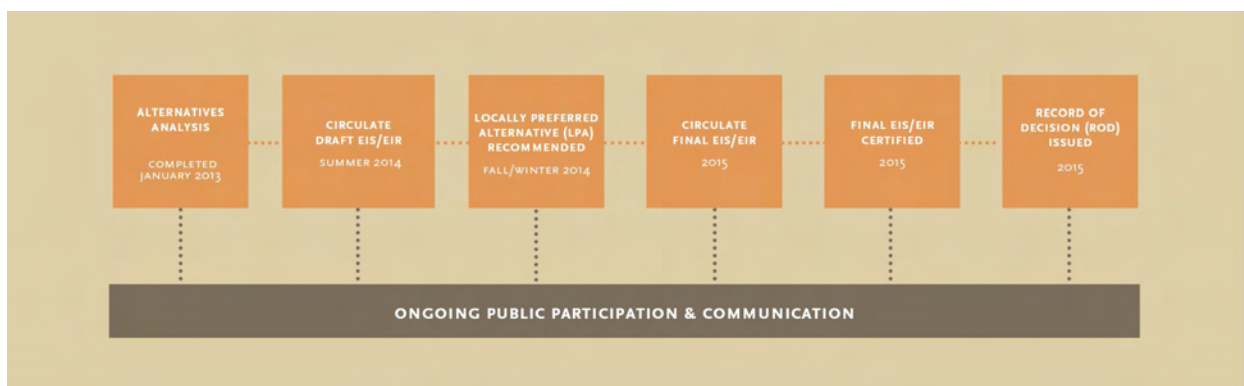 ALTERNATIVES
ANALYSIS
COMPLETED
JANUARY 2013
CIRCULATE
DRAFT EIS/EIR
SUMMER 2014
LOCALLY PREFERRED
ALTERNATIVE (LPA)
RECOMMENDED
FALL/WINTER 2014
CIRCULATE
FINAL EIS/EIR
2015
FINAL EIS/EIR
CERTIFIED
2015
RECORD OF
DECISION (ROD)
ISSUED
2015
ONGOING PUBLIC PARTICIPATION & COMMUNICATION